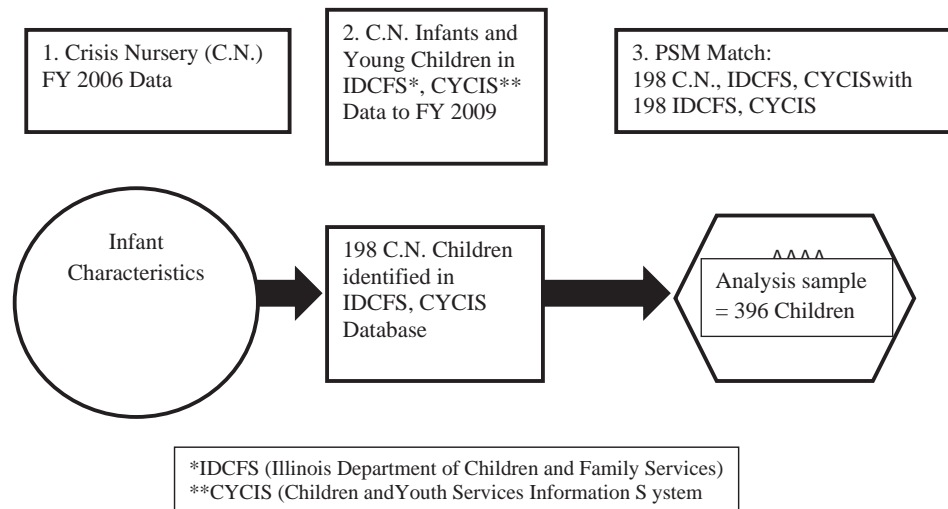 1. Crisis Nursery (C.N.)
FY 2006 Data
2. C.N. Infants and
Young Children in
IDCFS*, CYCIS**
Data to FY 2009
3. PSM Match:
198 C.N., IDCFS, CYCISwith
198 IDCFS, CYCIS
Infant
Characteristics
198 C.N. Children
identified in
IDCFS, CYCIS
Database
Analysis sample
= 396 Children
*IDCFS (Illinois Department of Children and Family Services)
**CYCIS (Children andYouth Services Information S ystem